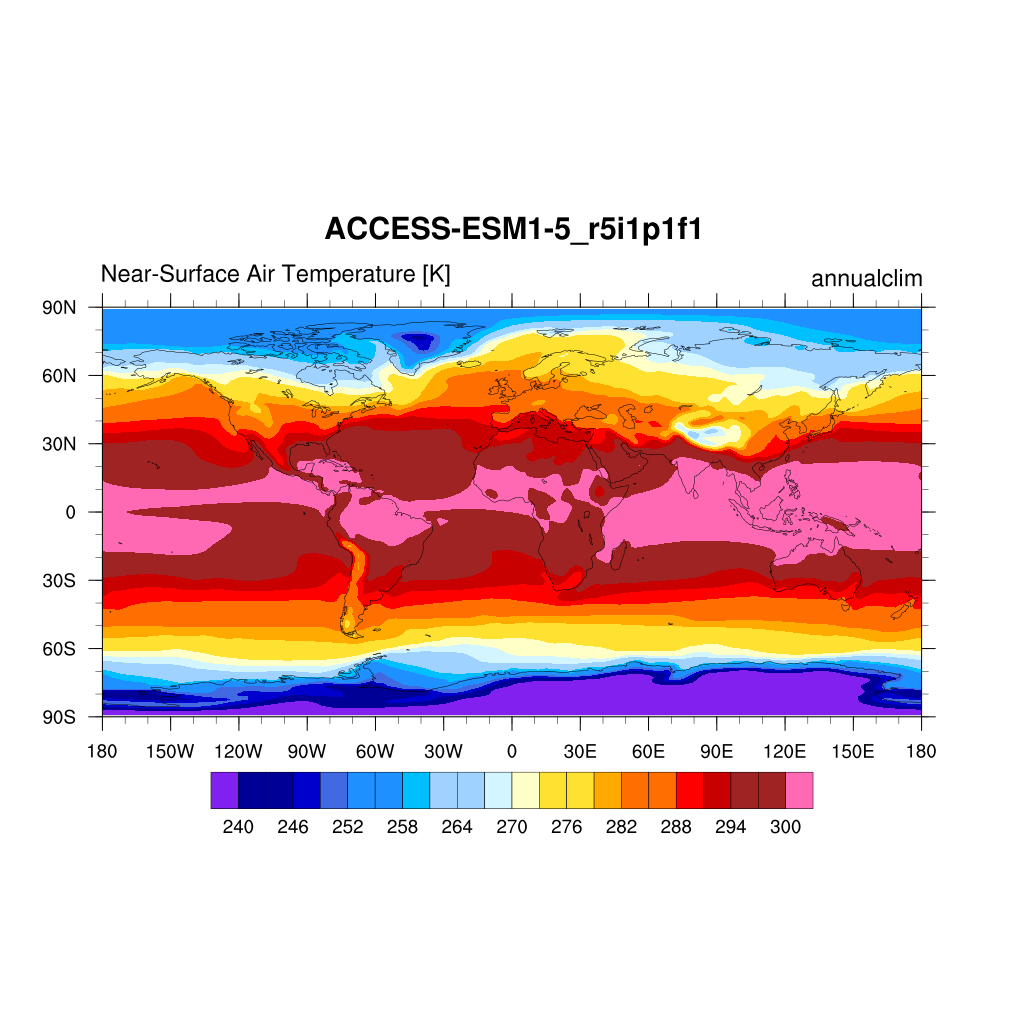 ACCESS-ESM1-5_r5i1p1f1
Near-Surface Air Temperature [K] annualclim
90N
60N
30N
0
30S
60S
90S
180 150W 120W 90W 60W 30W 0 30E 60E 90E 120E 150E 180
240 246 252 258 264 270 276 282 288 294 300